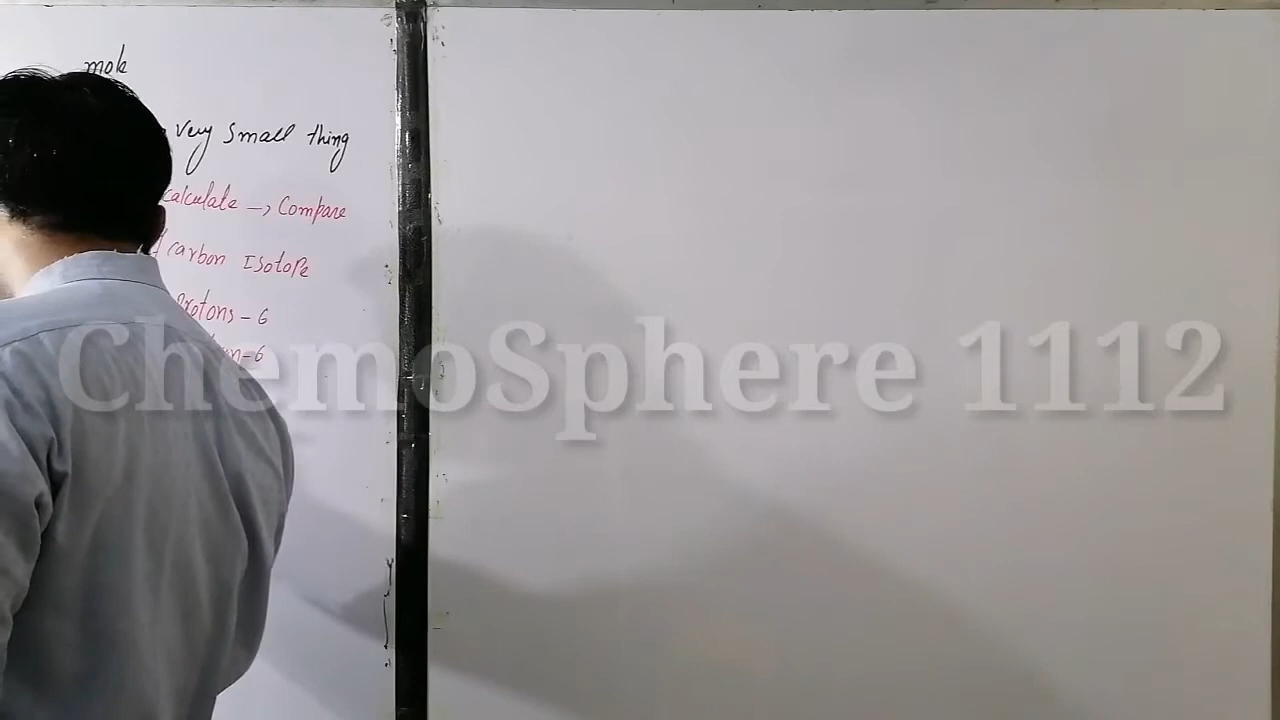 mole
very small thing
calculate → Compare
carbon Isotope
Protons - 6
- 6
ChemoSphere 1112